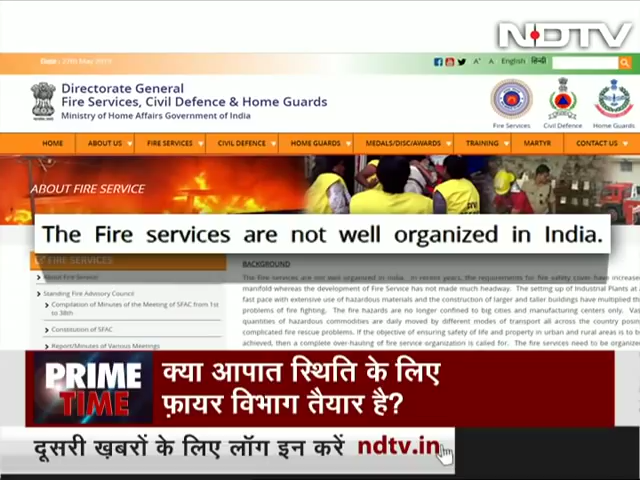 NDTV
Date: 25th May 2019
A+ A English हिन्दी
Directorate General
Fire Services, Civil Defence & Home Guards
Ministry of Home Affairs Government of India
Fire Services Civil Defence Home Guards
HOME ABOUT US FIRE SERVICES CIVIL DEFENCE HOME GUARDS MEDALS/DISC/AWARDS TRAINING MARTYR CONTACT US
ABOUT FIRE SERVICE
The Fire services are not well organized in India.
FIRE SERVICES
BACKGROUND
About Fire Service
The fire services are not well organized in India. In recent years, the requirements for fire safety cover have increased
manifold whereas the development of Fire Service has not made much headway. The setting up of Industrial Plants at
Standing Fire Advisory Council
fast pace with extensive use of hazardous materials and the construction of larger and taller buildings have multiplied th
Compilation of Minutes of the Meeting of SFAC from 1st
to 38th
problems of fire fighting. The fire hazards are no longer confined to big cities and manufacturing centers only. Vas
quantities of hazardous commodities are daily moved by different modes of transport all across the country posin
Constitution of SFAC
complicated fire rescue problems. If the objective of ensuring safety of life and property in urban and rural areas is to b
achieved, then a complete over-hauling of fire service organization is called for. The fire services need to be organized
Report/Minutes of Various Meetings
PRIME
TIME
क्या आपात स्थिति के लिए
फ़ायर विभाग तैयार है?
दूसरी ख़बरों के लिए लॉग इन करें ndtv.in